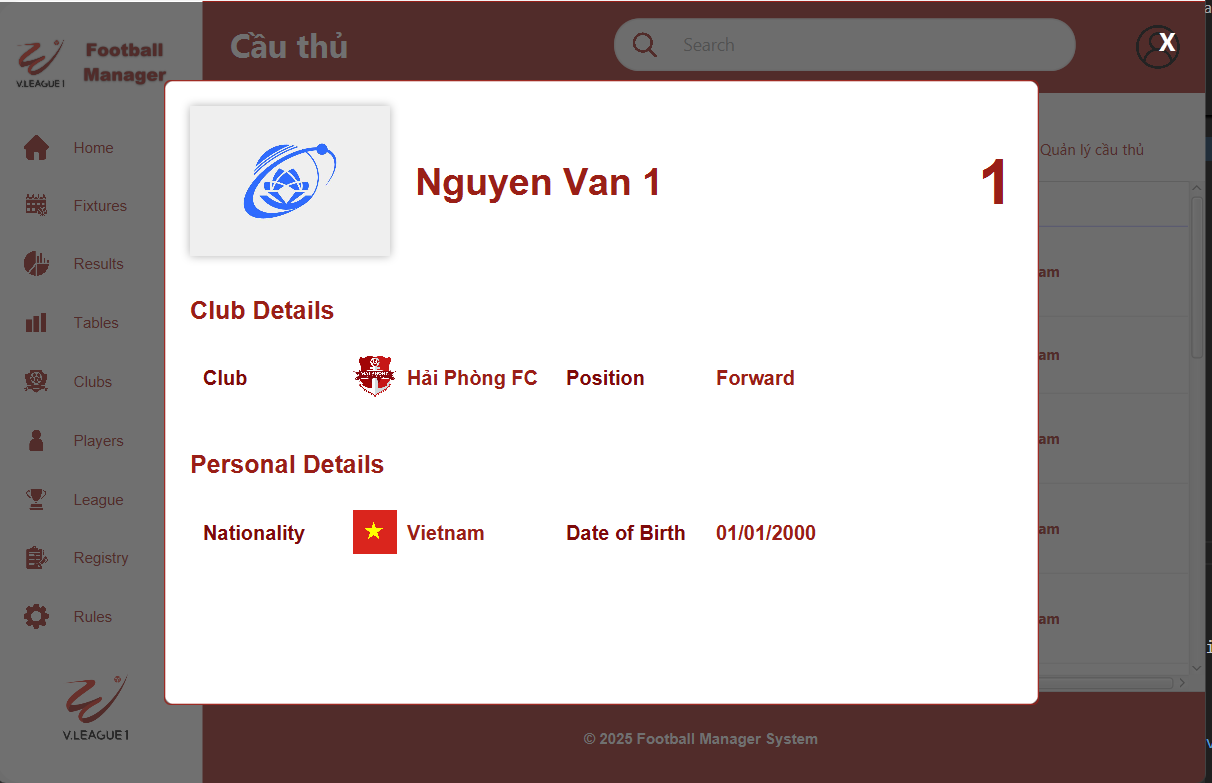 V.LEAGUE 1
Football
Manager
Cầu thủ
Search
X
Home
Fixtures
Results
Tables
Clubs
Players
League
Registry
Rules
V.LEAGUE 1
Quản lý cầu thủ
am
am
am
am
am
Nguyen Van 1
1
Club Details
Club
Hải Phòng FC
Position
Forward
Personal Details
Nationality
Vietnam
Date of Birth
01/01/2000
© 2025 Football Manager System